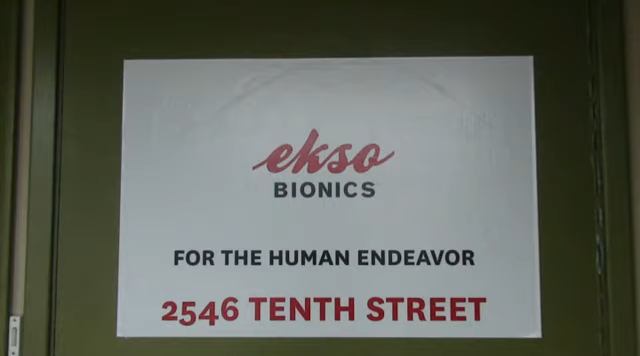 ekso
BIONICS
FOR THE HUMAN ENDEAVOR
2546 TENTH STREET